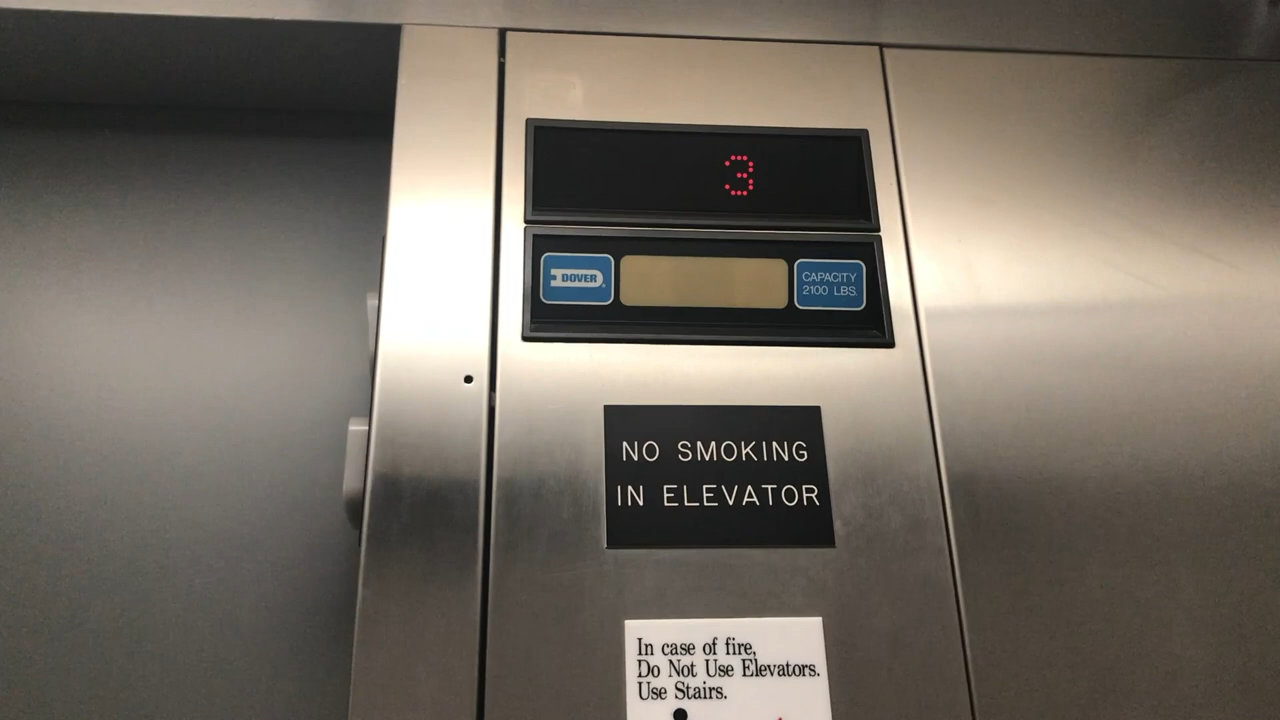 3
DOVER
CAPACITY
2100 LBS.
NO SMOKING
IN ELEVATOR
In case of fire,
Do Not Use Elevators.
Use Stairs.